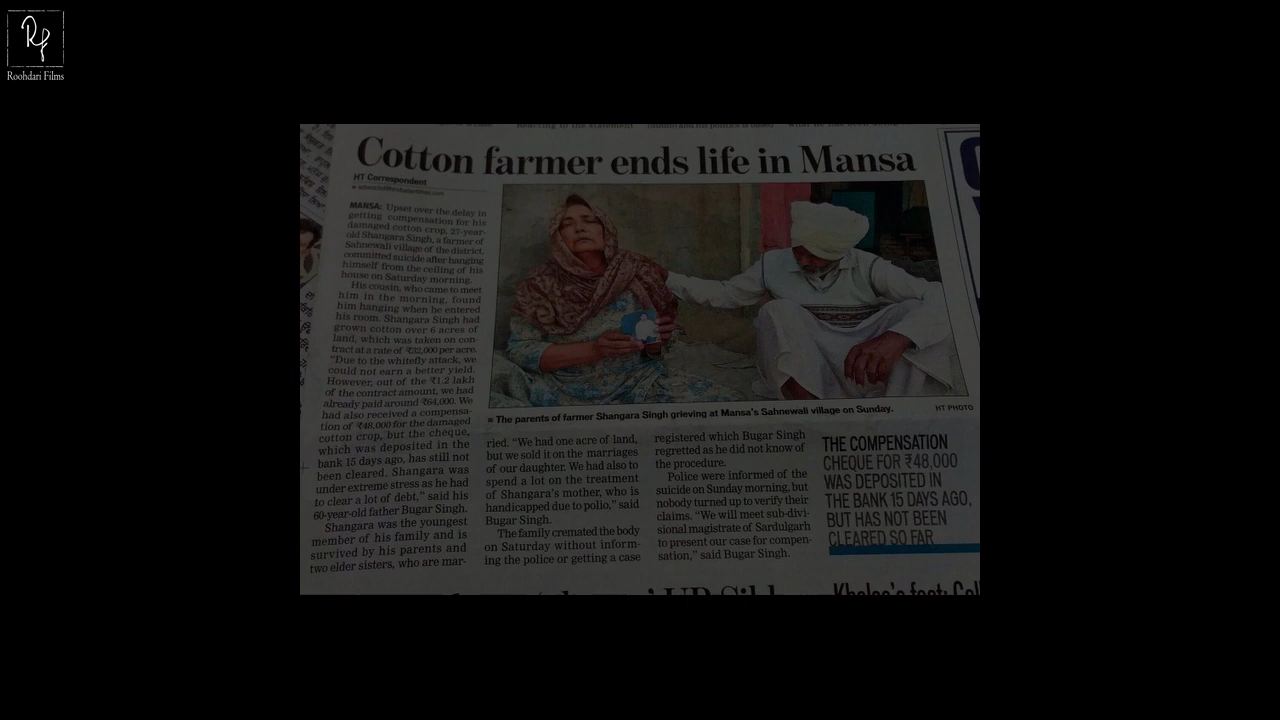 Rf
Roohdari Films
Cotton farmer ends life in Mansa
HT Correspondent
MANSA: Upset over the delay in
getting compensation for his
damaged cotton crop, 27-year-
old Shangara Singh, a farmer of
Sahnewali village of the district,
committed suicide after hanging
himself from the ceiling of his
house on Saturday morning.
His cousin, who came to meet
him in the morning, found
him hanging when he entered
his room. Shangara Singh had
grown cotton over 6 acres of
land, which was taken on con-
tract at a rate of ₹32,000 per acre.
"Due to the whitefly attack, we
could not earn a better yield.
However, out of the ₹1.2 lakh
of the contract amount, we had
already paid around ₹64,000. We
had also received a compensa-
tion of ₹48,000 for the damaged
cotton crop, but the cheque,
which was deposited in the
bank 15 days ago, has still not
been cleared. Shangara was
under extreme stress as he had
to clear a lot of debt," said his
60-year-old father Bugar Singh.
Shangara was the youngest
member of his family and is
survived by his parents and
two elder sisters, who are mar-
▪ The parents of farmer Shangara Singh grieving at Mansa's Sahnewali village on Sunday.
HT PHOTO
ried. "We had one acre of land,
but we sold it on the marriages
of our daughter. We had also to
spend a lot on the treatment
of Shangara's mother, who is
handicapped due to polio," said
Bugar Singh.
The family cremated the body
on Saturday without inform-
ing the police or getting a case
registered which Bugar Singh
regretted as he did not know of
the procedure.
Police were informed of the
suicide on Sunday morning, but
nobody turned up to verify their
claims. "We will meet sub-divi-
sional magistrate of Sardulgarh
to present our case for compen-
sation," said Bugar Singh.
THE COMPENSATION
CHEQUE FOR ₹48,000
WAS DEPOSITED IN
THE BANK 15 DAYS AGO,
BUT HAS NOT BEEN
CLEARED SO FAR